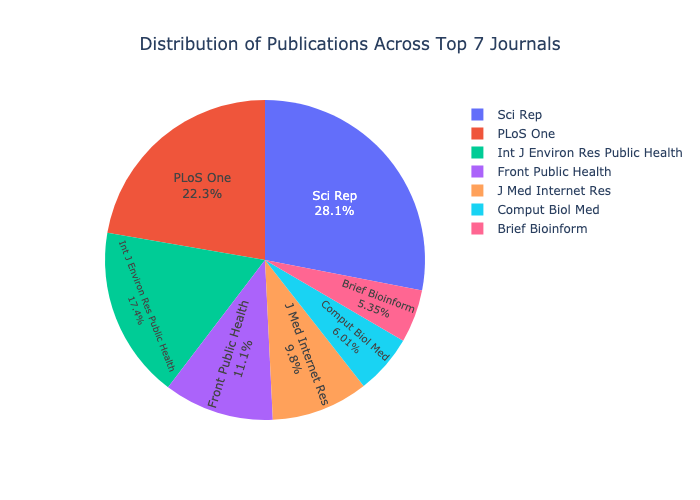 Distribution of Publications Across Top 7 Journals
Sci Rep
28.1%
PLoS One
22.3%
Int J Environ Res Public Health
17.4%
Front Public Health
11.1%
J Med Internet Res
9.8%
Comput Biol Med
6.01%
Brief Bioinform
5.35%
Sci Rep
PLoS One
Int J Environ Res Public Health
Front Public Health
J Med Internet Res
Comput Biol Med
Brief Bioinform